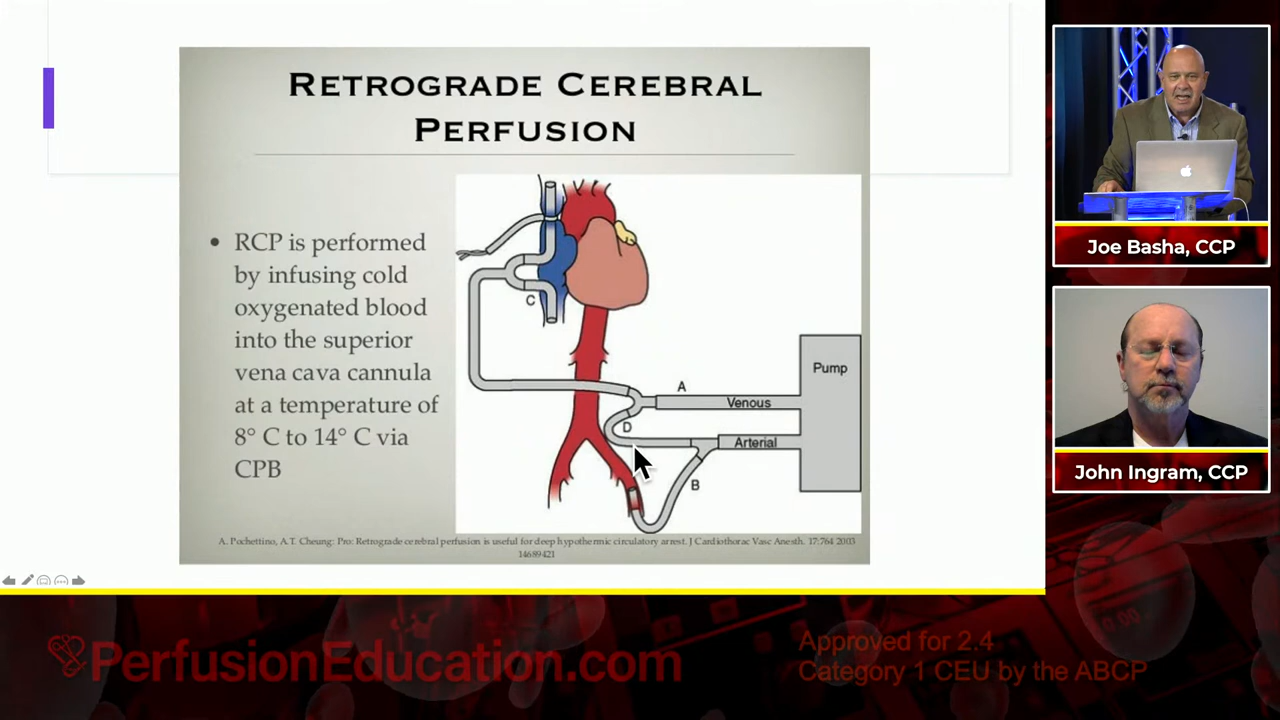 RETROGRADE CEREBRAL
PERFUSION
• RCP is performed
by infusing cold
oxygenated blood
into the superior
vena cava cannula
at a temperature of
8° C to 14° C via
CPB
C
A
Venous
Pump
D
Arterial
B
A. Pochettino, A.T. Cheung: Pro: Retrograde cerebral perfusion is useful for deep hypothermic circulatory arrest. J Cardiothorac Vasc Anesth. 17:764 2003
14689421
Joe Basha, CCP
John Ingram, CCP
PerfusionEducation.com
Approved for 2.4
Category 1 CEU by the ABCP
0.00